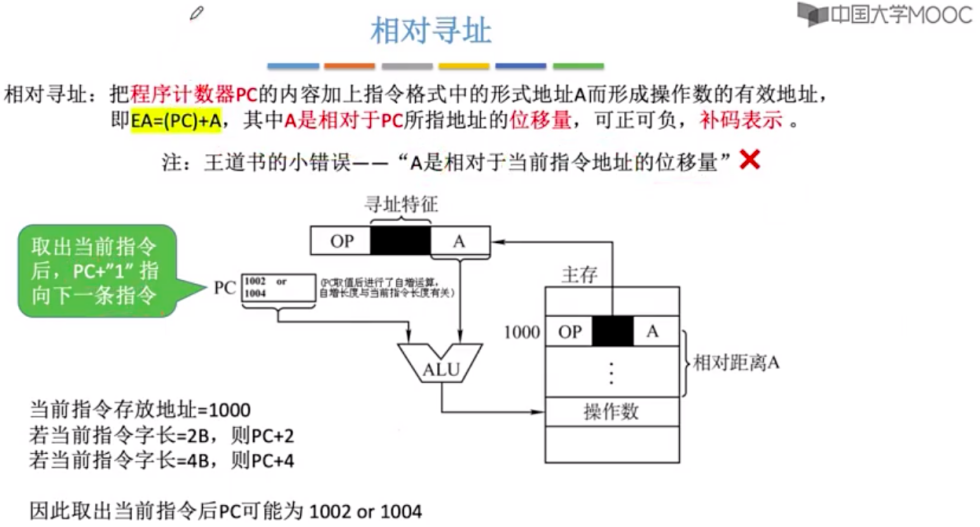 中国大学MOOC
相对寻址
相对寻址：把程序计数器PC的内容加上指令格式中的形式地址A而形成操作数的有效地址，
即EA=(PC)+A，其中A是相对于PC所指地址的位移量，可正可负，补码表示 。
注：王道书的小错误——“A是相对于当前指令地址的位移量”
寻址特征
OP
A
取出当前指令
后，PC+”1” 指
向下一条指令
PC
1002 or
1004
(PC取值后进行了自增运算，
自增长度与当前指令长度有关)
主存
1000
OP
A
相对距离A
ALU
操作数
当前指令存放地址=1000
若当前指令字长=2B，则PC+2
若当前指令字长=4B，则PC+4
因此取出当前指令后PC可能为 1002 or 1004